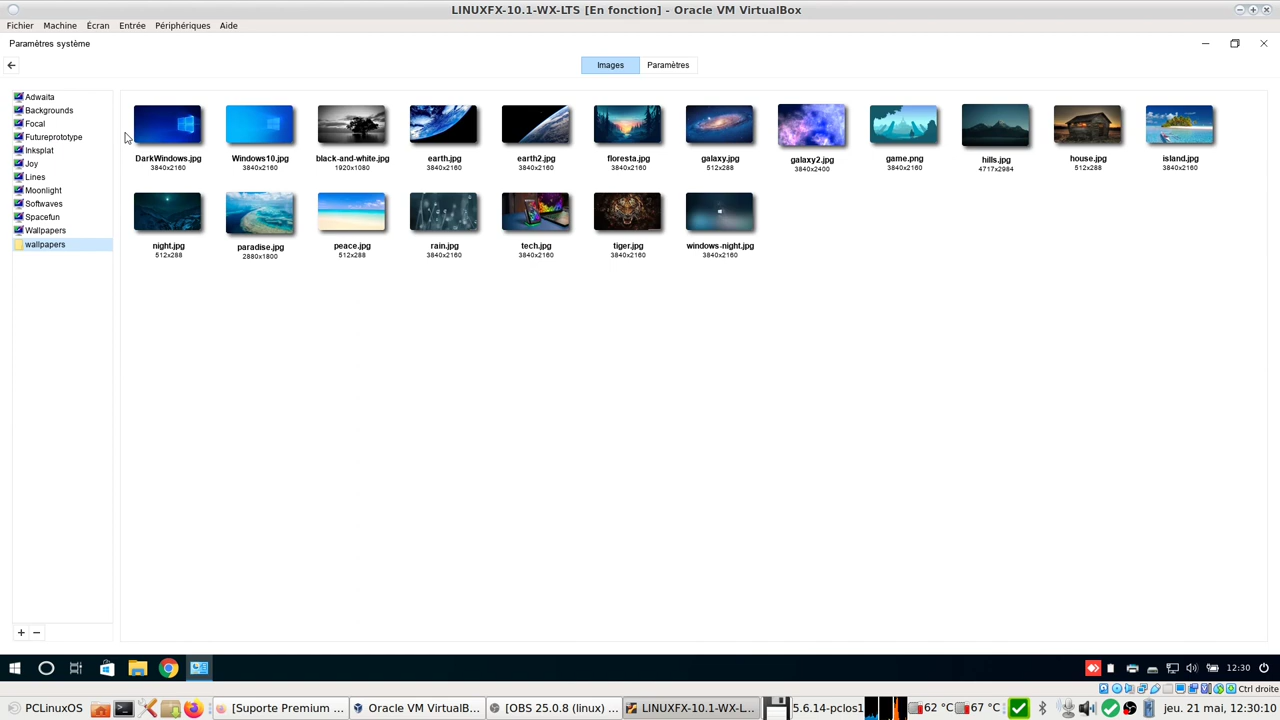 LINUXFX-10.1-WX-LTS [En fonction] - Oracle VM VirtualBox
Fichier Machine Écran Entrée Périphériques Aide
Paramètres système
Images Paramètres
Adwaita
Backgrounds
Focal
Futureprototype
Inksplat
Joy
Lines
Moonlight
Softwaves
Spacefun
Wallpapers
wallpapers
DarkWindows.jpg Windows10.jpg black-and-white.jpg earth.jpg earth2.jpg floresta.jpg galaxy.jpg galaxy2.jpg game.png hills.jpg house.jpg island.jpg
3840x2160 3840x2160 1920x1080 3840x2160 3840x2160 3840x2160 512x288 3840x2400 3840x2160 4717x2984 512x288 3840x2160
night.jpg paradise.jpg peace.jpg rain.jpg tech.jpg tiger.jpg windows-night.jpg
512x288 2880x1800 512x288 3840x2160 3840x2160 3840x2160 3840x2160
12:30
Ctrl droite
PCLinuxOS [Suporte Premium ... Oracle VM VirtualB... [OBS 25.0.8 (linux) ... LINUXFX-10.1-WX-L... 5.6.14-pclos1 62 °C 67 °C jeu. 21 mai, 12:30:10